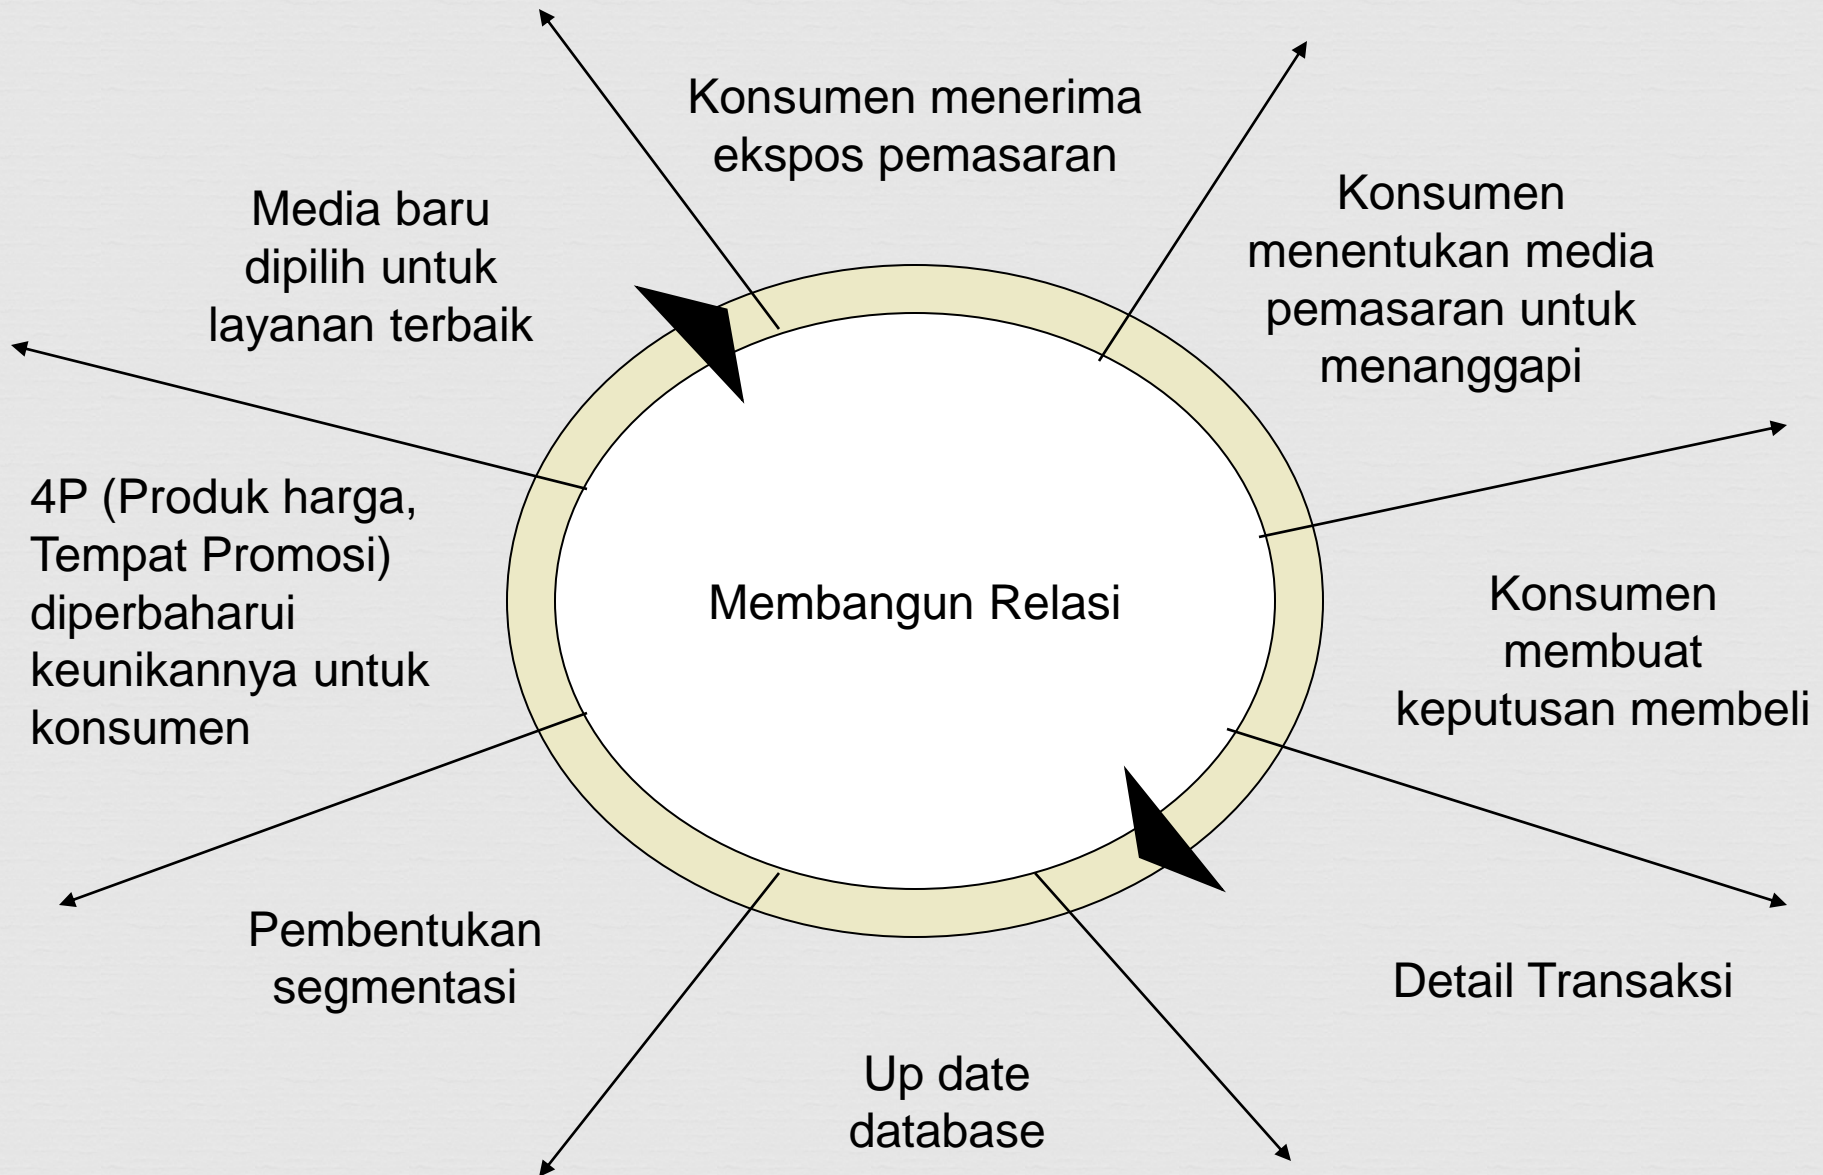 Konsumen menerima
ekspos pemasaran
Konsumen
menentukan media
pemasaran untuk
menanggapi
Konsumen
membuat
keputusan membeli
Detail Transaksi
Up date
database
Pembentukan
segmentasi
4P (Produk harga,
Tempat Promosi)
diperbaharui
keunikannya untuk
konsumen
Media baru
dipilih untuk
layanan terbaik
Membangun Relasi